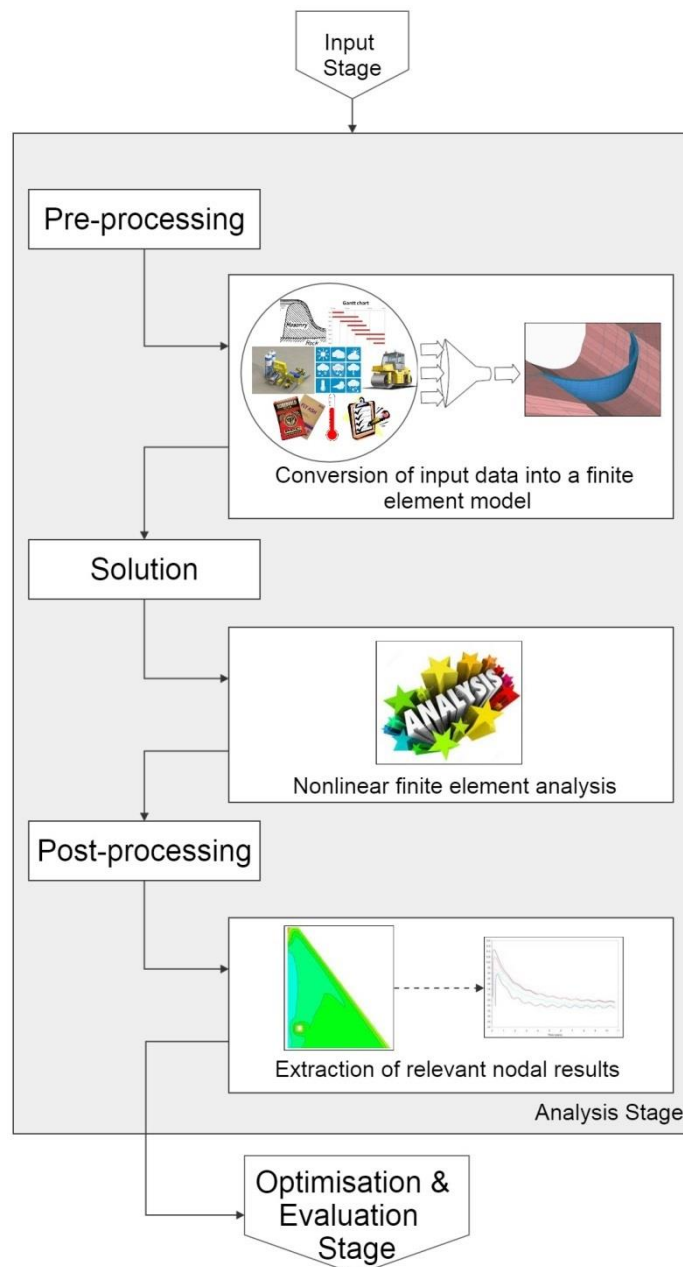 Input
Stage
Pre-processing
Gantt chart
Masonry
Rock
Conversion of input data into a finite
element model
Solution
ANALYSIS
Nonlinear finite element analysis
Post-processing
Extraction of relevant nodal results
Analysis Stage
Optimisation &
Evaluation
Stage